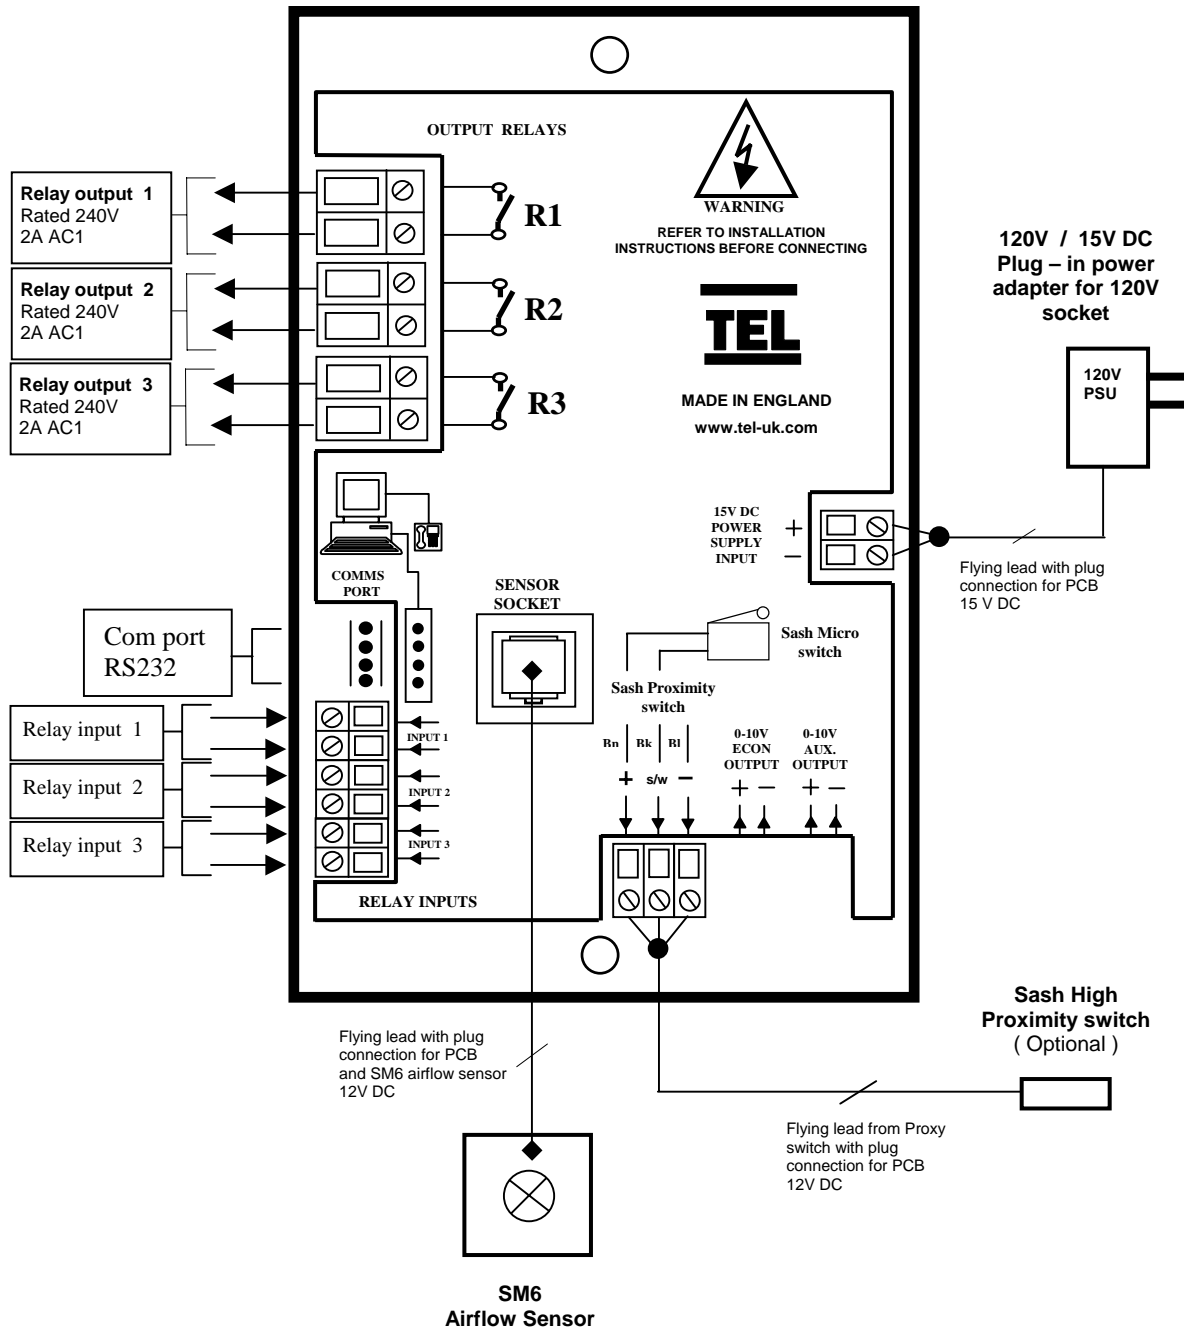 OUTPUT RELAYS
Relay output 1
Rated 240V
2A AC1
R1
WARNING
REFER TO INSTALLATION
INSTRUCTIONS BEFORE CONNECTING
120V / 15V DC
Plug – in power
adapter for 120V
socket
Relay output 2
Rated 240V
2A AC1
R2
TEL
120V
PSU
Relay output 3
Rated 240V
2A AC1
R3
MADE IN ENGLAND
www.tel-uk.com
15V DC
POWER
SUPPLY
INPUT
+
–
Flying lead with plug
connection for PCB
15 V DC
COMMS
PORT
SENSOR
SOCKET
Com port
RS232
Sash Micro
switch
Sash Proximity
switch
Relay input 1
INPUT 1
Bn Bk Bl
+ s/w –
0-10V
ECON
OUTPUT
+ –
0-10V
AUX.
OUTPUT
+ –
Relay input 2
INPUT 2
Relay input 3
INPUT 3
RELAY INPUTS
Sash High
Proximity switch
( Optional )
Flying lead with plug
connection for PCB
and SM6 airflow sensor
12V DC
Flying lead from Proxy
switch with plug
connection for PCB
12V DC
SM6
Airflow Sensor